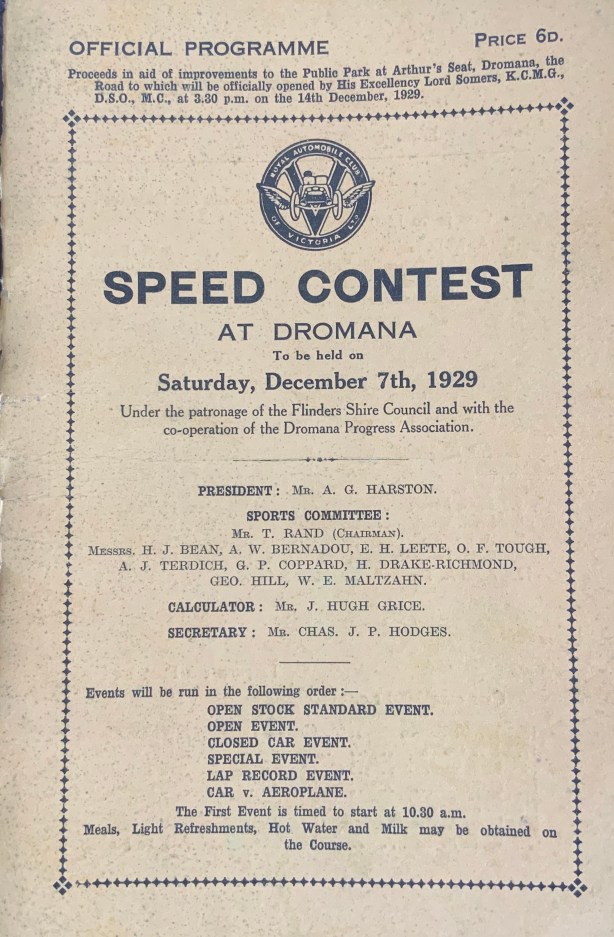 OFFICIAL PROGRAMME
PRICE 6D.
Proceeds in aid of improvements to the Public Park at Arthur's Seat, Dromana, the
Road to which will be officially opened by His Excellency Lord Somers, K.C.M.G.,
D.S.O., M.C., at 3.30 p.m. on the 14th December, 1929.
ROYAL AUTOMOBILE CLUB
OF VICTORIA LTD
SPEED CONTEST
AT DROMANA
To be held on
Saturday, December 7th, 1929
Under the patronage of the Flinders Shire Council and with the
co-operation of the Dromana Progress Association.
PRESIDENT: MR. A. G. HARSTON.
SPORTS COMMITTEE:
MR. T. RAND (CHAIRMAN).
MESSRS. H. J. BEAN, A. W. BERNADOU, E. H. LEETE, O. F. TOUGH,
A. J. TERDICH, G. P. COPPARD, H. DRAKE-RICHMOND,
GEO. HILL, W. E. MALTZAHN.
CALCULATOR: MR. J. HUGH GRICE.
SECRETARY: MR. CHAS. J. P. HODGES.
Events will be run in the following order:—
OPEN STOCK STANDARD EVENT.
OPEN EVENT.
CLOSED CAR EVENT.
SPECIAL EVENT.
LAP RECORD EVENT.
CAR v. AEROPLANE.
The First Event is timed to start at 10.30 a.m.
Meals, Light Refreshments, Hot Water and Milk may be obtained on
the Course.